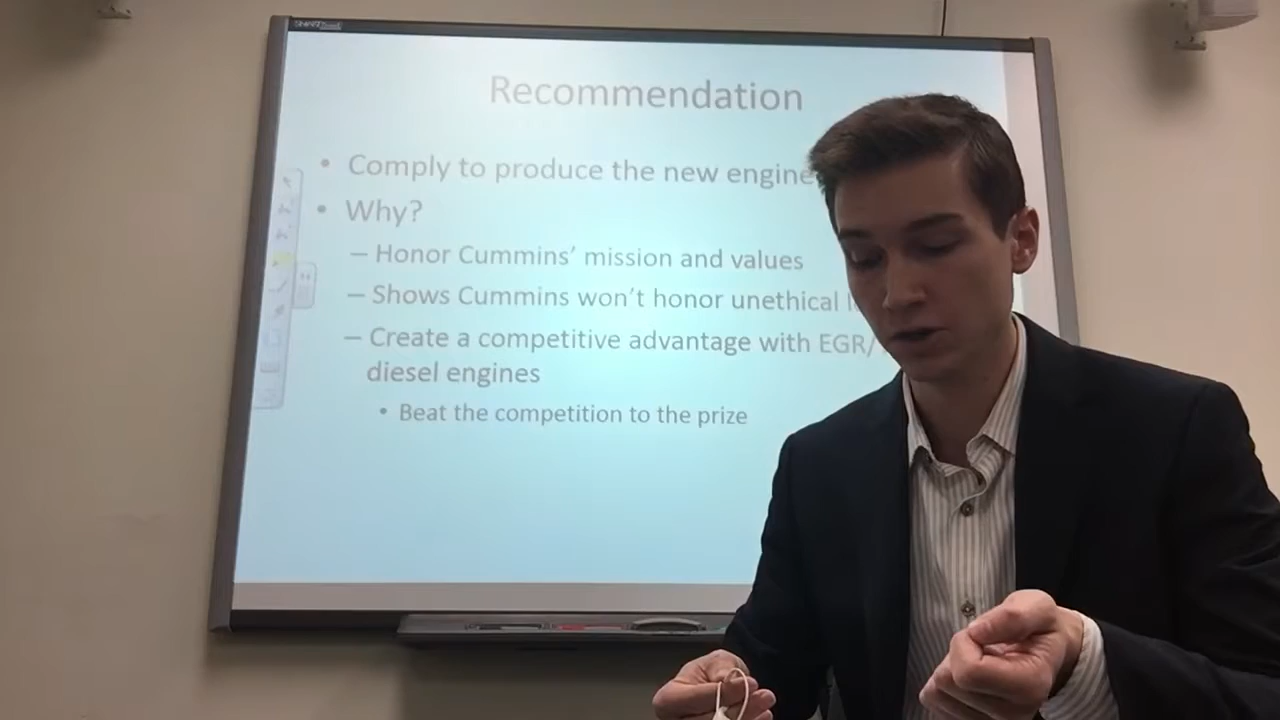 SMART
Recommendation
• Comply to produce the new engine
• Why?
– Honor Cummins’ mission and values
– Shows Cummins won’t honor unethical
– Create a competitive advantage with EGR/
diesel engines
• Beat the competition to the prize